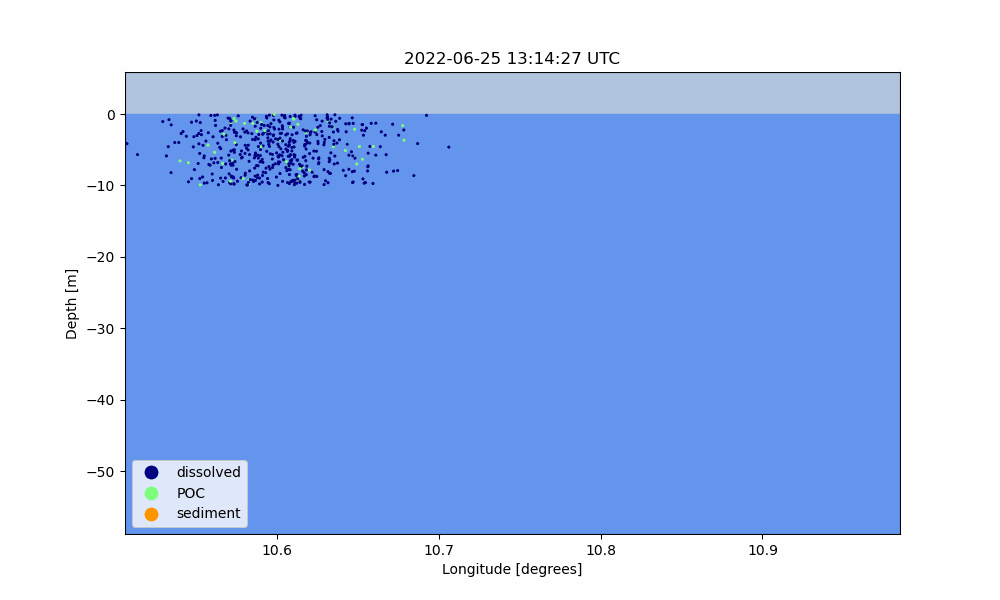 2022-06-25 13:14:27 UTC
0
−10
−20
−30
−40
−50
Depth [m]
dissolved
POC
sediment
10.6 10.7 10.8 10.9
Longitude [degrees]